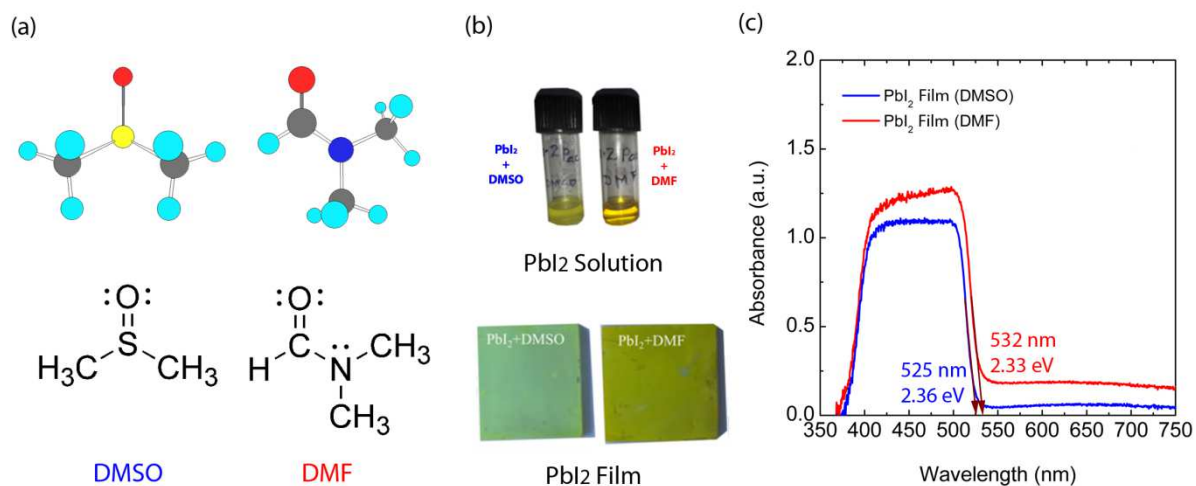 (a)
:O:
S
H₃C
CH₃
DMSO
:O:
H
C
N̈
CH₃
CH₃
DMF
(b)
PbI₂
+
DMSO
DMSO
DMF
PbI₂
+
DMF
PbI2 Solution
PbI₂+DMSO
PbI₂+DMF
PbI2 Film
(c)
PbI₂ Film (DMSO)
PbI₂ Film (DMF)
Absorbance (a.u.)
2.0
1.5
1.0
0.5
0.0
525 nm
2.36 eV
532 nm
2.33 eV
350 400 450 500 550 600 650 700 750
Wavelength (nm)